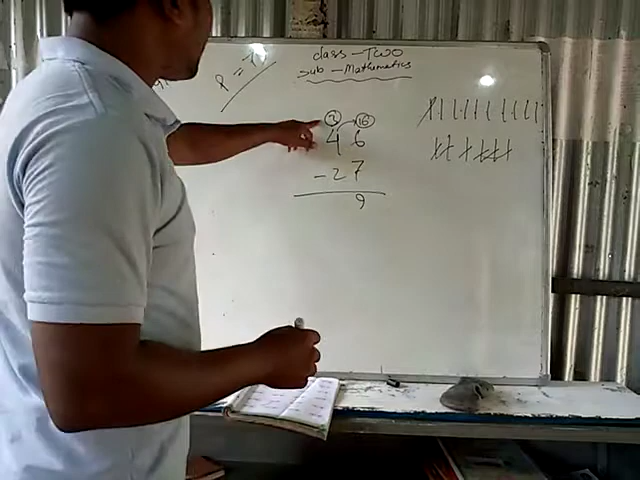 class - Two
Sub - Mathematics
3 16
4 6
- 2 7
9